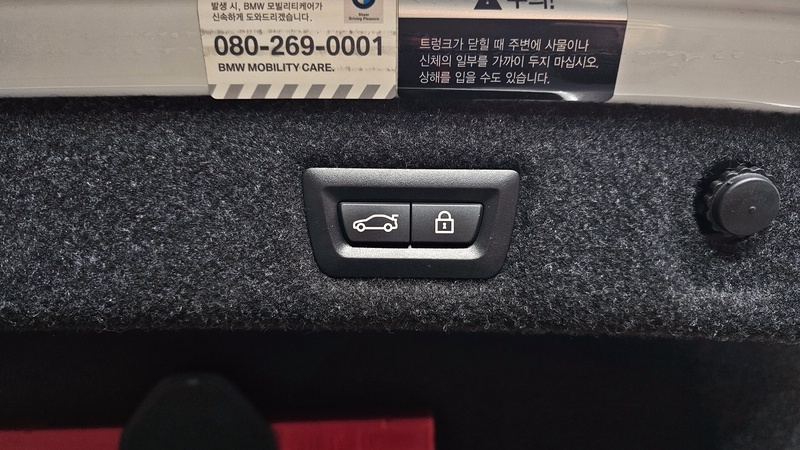 발생 시, BMW 모빌리티케어가
신속하게 도와드리겠습니다.
080-269-0001
BMW MOBILITY CARE.
Sheer
Driving Pleasure
트렁크가 닫힐 때 주변에 사물이나
신체의 일부를 가까이 두지 마십시오.
상해를 입을 수도 있습니다.